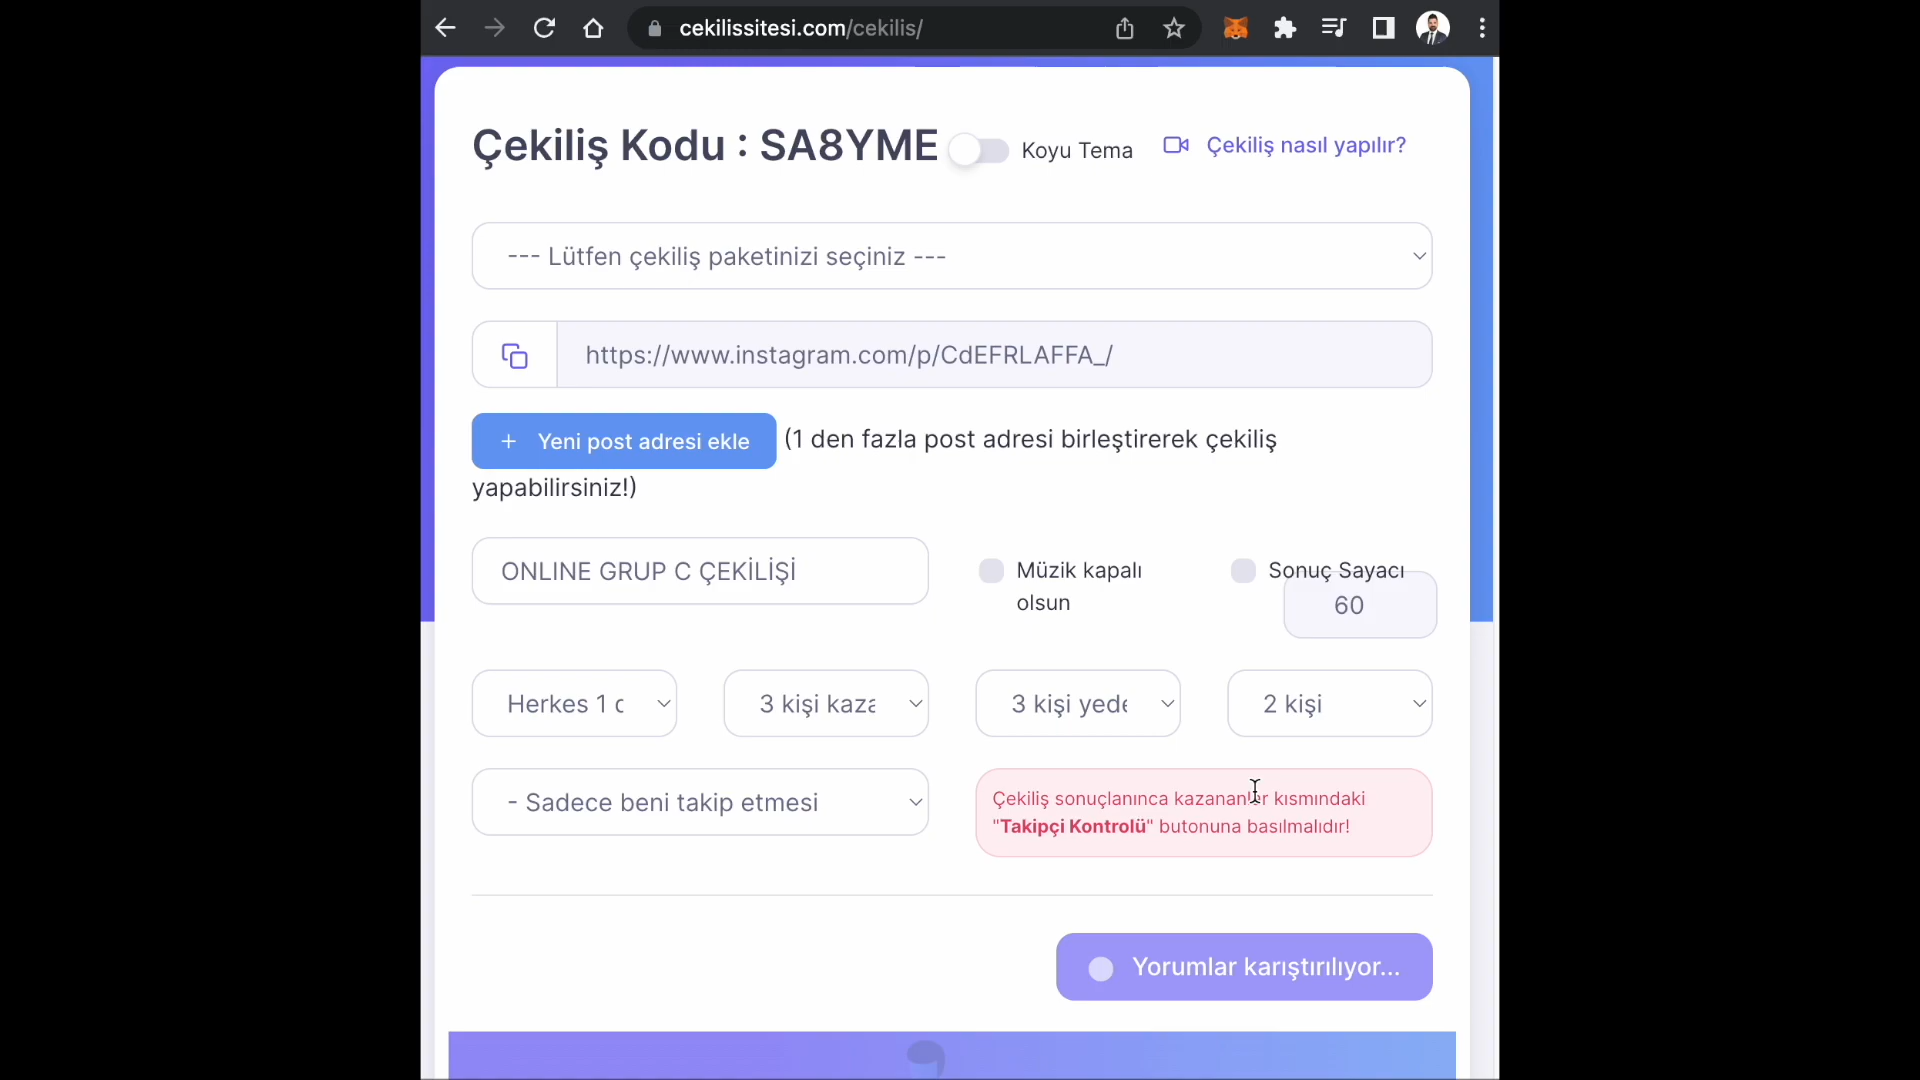 cekilissitesi.com/cekilis/
Çekiliş Kodu : SA8YME
Koyu Tema
Çekiliş nasıl yapılır?
--- Lütfen çekiliş paketinizi seçiniz ---
https://www.instagram.com/p/CdEFRLAFFA_/
+ Yeni post adresi ekle (1 den fazla post adresi birleştirerek çekiliş
yapabilirsiniz!)
ONLINE GRUP C ÇEKİLİŞİ
Müzik kapalı
olsun
Sonuç Sayacı
60
Herkes 1
3 kişi
3 kişi
2 kişi
- Sadece beni takip etmesi
Çekiliş sonuçlanınca kazananlar kısmındaki
"Takipçi Kontrolü" butonuna basılmalıdır!
Yorumlar karıştırılıyor...